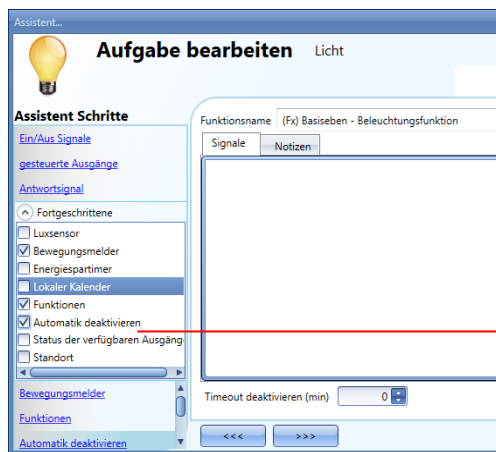 Assistent...
Aufgabe bearbeiten Licht
Assistent Schritte
Ein/Aus Signale
gesteuerte Ausgänge
Antwortsignal
Fortgeschrittene
Luxsensor
Bewegungsmelder
Energiespartimer
Lokaler Kalender
Funktionen
Automatik deaktivieren
Status der verfügbaren Ausgäng
Standort
Bewegungsmelder
Funktionen
Automatik deaktivieren
Funktionsname (Fx) Basiseben - Beleuchtungsfunktion
Signale Notizen
Timeout deaktivieren (min) 0
<<< >>>